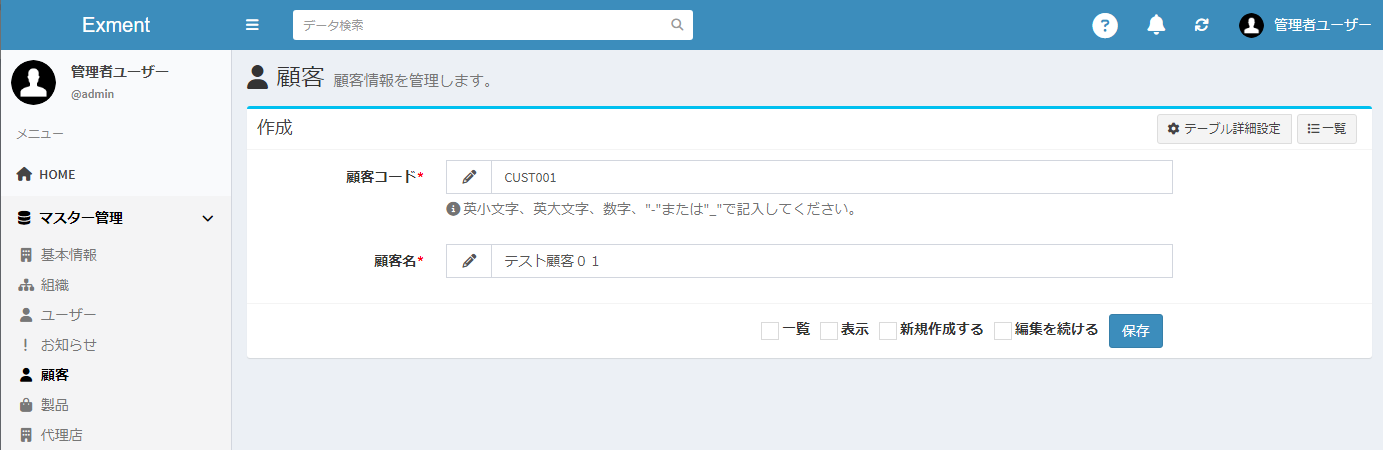 Exment
データ検索
管理者ユーザー
管理者ユーザー
@admin
メニュー
HOME
マスター管理
基本情報
組織
ユーザー
お知らせ
顧客
製品
代理店
顧客 顧客情報を管理します。
作成
テーブル詳細設定 一覧
顧客コード* CUST001
英小文字、英大文字、数字、"-"または"_"で記入してください。
顧客名* テスト顧客０１
一覧 表示 新規作成する 編集を続ける 保存